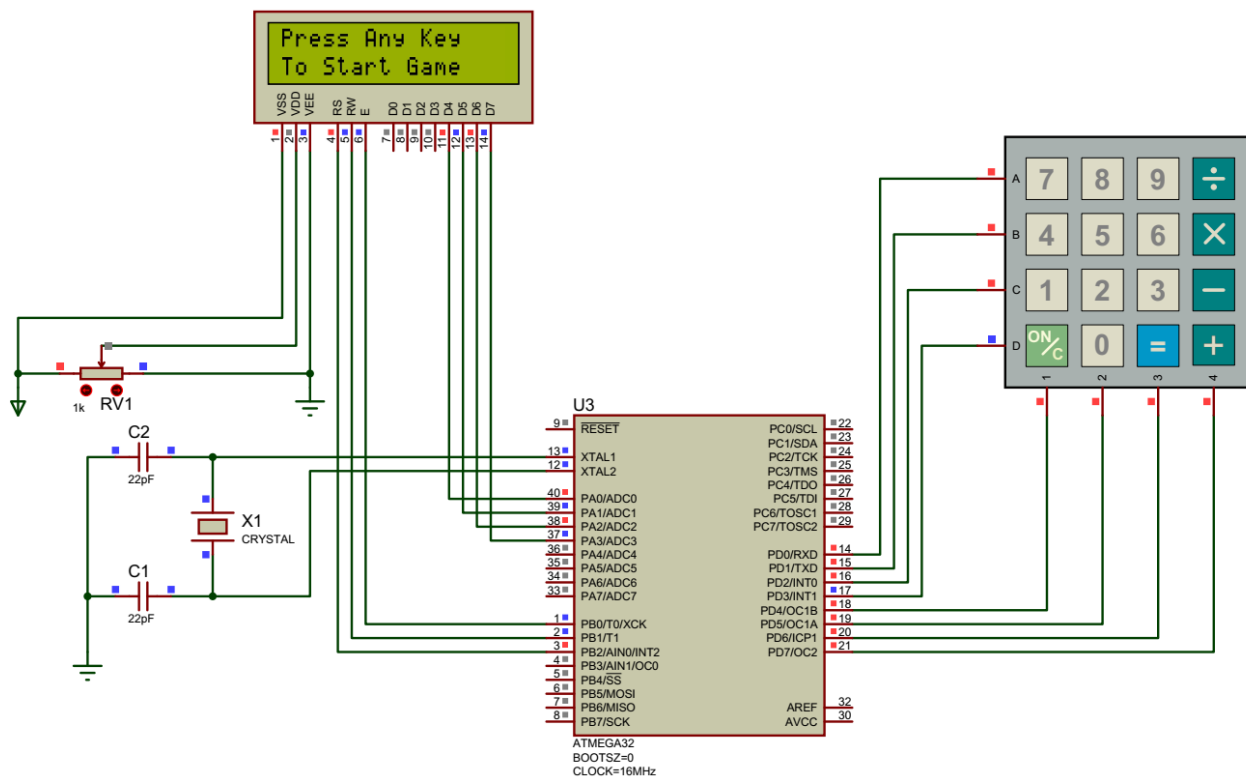 Press Any Key
To Start Game
VSS VDD VEE RS RW E D0 D1 D2 D3 D4 D5 D6 D7
1 2 3 4 5 6 7 8 9 10 11 12 13 14
A 7 8 9 ÷
B 4 5 6 ×
C 1 2 3 −
D ON/C 0 = +
1 2 3 4
1k RV1
C2
22pF
X1
CRYSTAL
C1
22pF
U3
9 RESET PC0/SCL 22
PC1/SDA 23
13 XTAL1 PC2/TCK 24
12 XTAL2 PC3/TMS 25
PC4/TDO 26
40 PA0/ADC0 PC5/TDI 27
39 PA1/ADC1 PC6/TOSC1 28
38 PA2/ADC2 PC7/TOSC2 29
37 PA3/ADC3
36 PA4/ADC4 PD0/RXD 14
35 PA5/ADC5 PD1/TXD 15
34 PA6/ADC6 PD2/INT0 16
33 PA7/ADC7 PD3/INT1 17
PD4/OC1B 18
1 PB0/T0/XCK PD5/OC1A 19
2 PB1/T1 PD6/ICP1 20
3 PB2/AIN0/INT2 PD7/OC2 21
4 PB3/AIN1/OC0
5 PB4/SS
6 PB5/MOSI
7 PB6/MISO AREF 32
8 PB7/SCK AVCC 30
ATMEGA32
BOOTSZ=0
CLOCK=16MHz